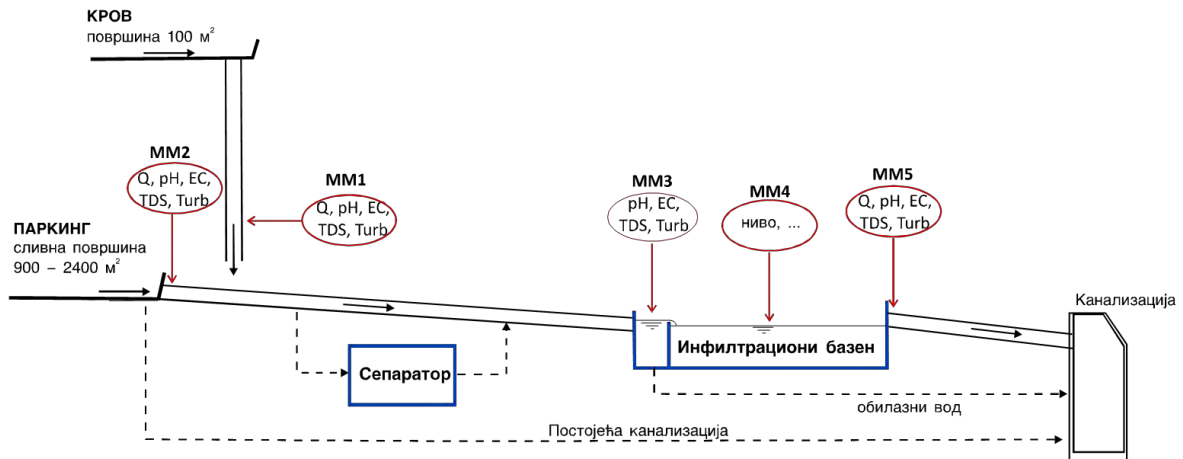 КРОВ
површина 100 м²
ММ2
Q, pH, EC,
TDS, Turb
ММ1
Q, pH, EC,
TDS, Turb
ММ3
pH, EC,
TDS, Turb
ММ4
ниво, ...
ММ5
Q, pH, EC,
TDS, Turb
ПАРКИНГ
сливна површина
900 – 2400 м²
Канализација
Сепаратор
Инфилтрациони базен
обилазни вод
Постојећа канализација